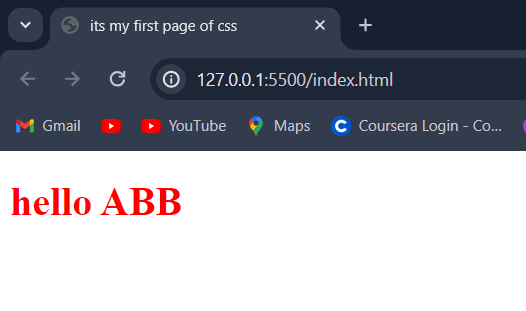 its my first page of css
127.0.0.1:5500/index.html
Gmail YouTube Maps Coursera Login - Co...
hello ABB